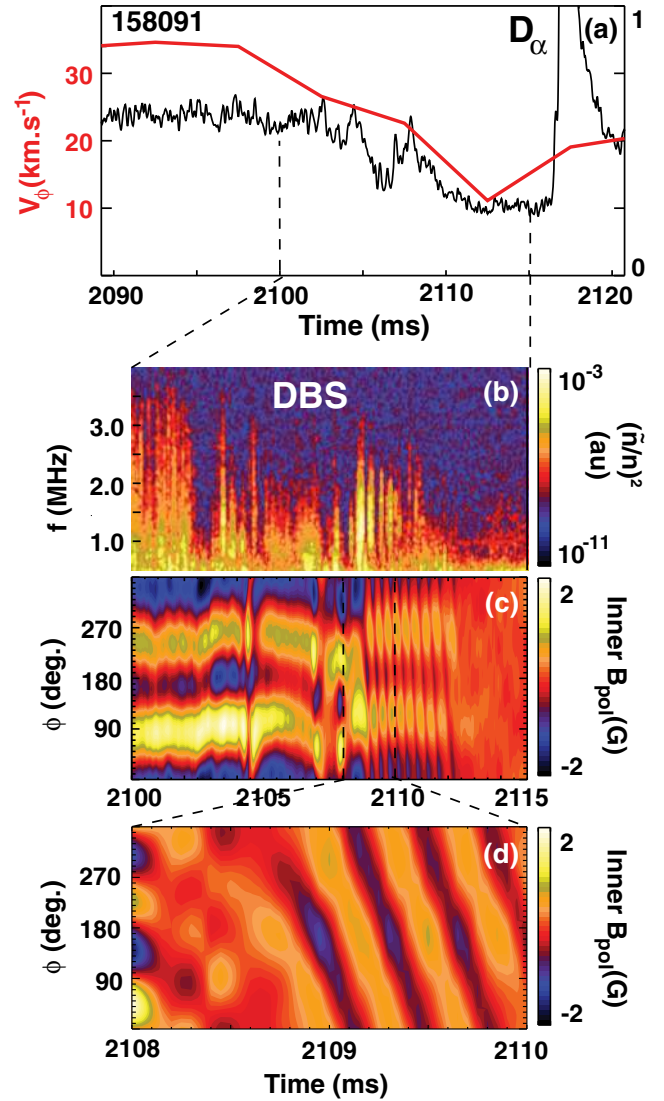 158091
Dα
(a)
1
30
20
10
0
Vϕ(km.s-1)
2090
2100
2110
2120
Time (ms)
DBS
(b)
3.0
2.0
1.0
f (MHz)
10-3
10-11
(ñ/n)2
(au)
(c)
270
180
90
ϕ (deg.)
2
-2
Inner Bpol(G)
2100
2105
2110
2115
(d)
270
180
90
ϕ (deg.)
2
-2
Inner Bpol(G)
2108
2109
2110
Time (ms)